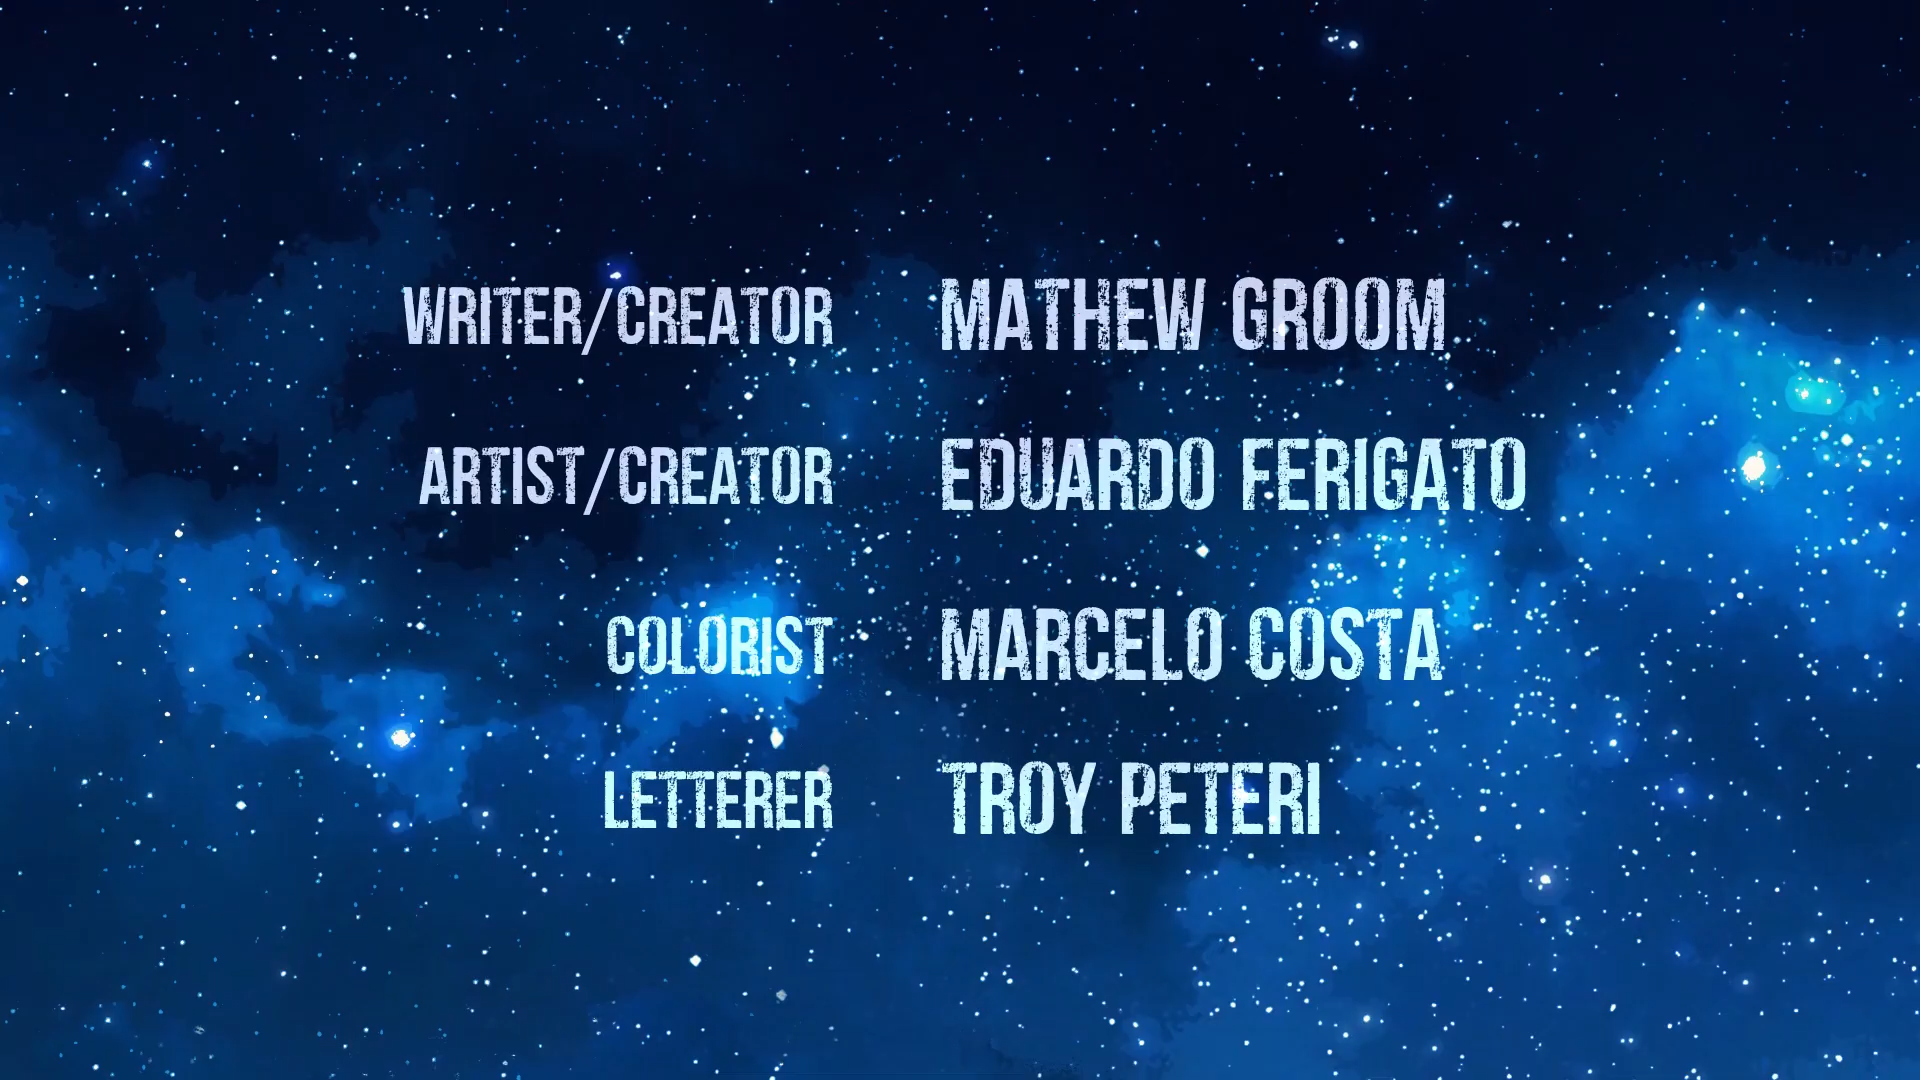 WRITER/CREATOR MATHEW GROOM
ARTIST/CREATOR EDUARDO FERIGATO
COLORIST MARCELO COSTA
LETTERER TROY PETERI